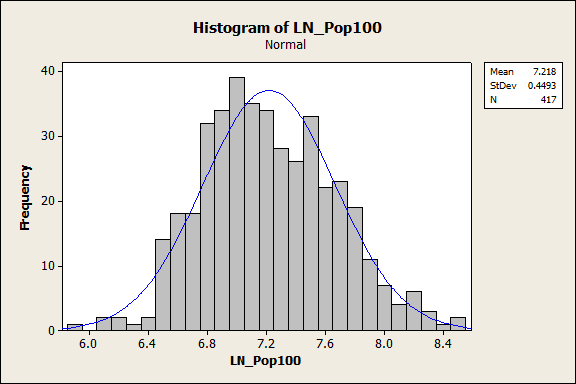 Histogram of LN_Pop100
Normal
Mean 7.218
StDev 0.4493
N 417
40
30
20
10
0
Frequency
6.0 6.4 6.8 7.2 7.6 8.0 8.4
LN_Pop100